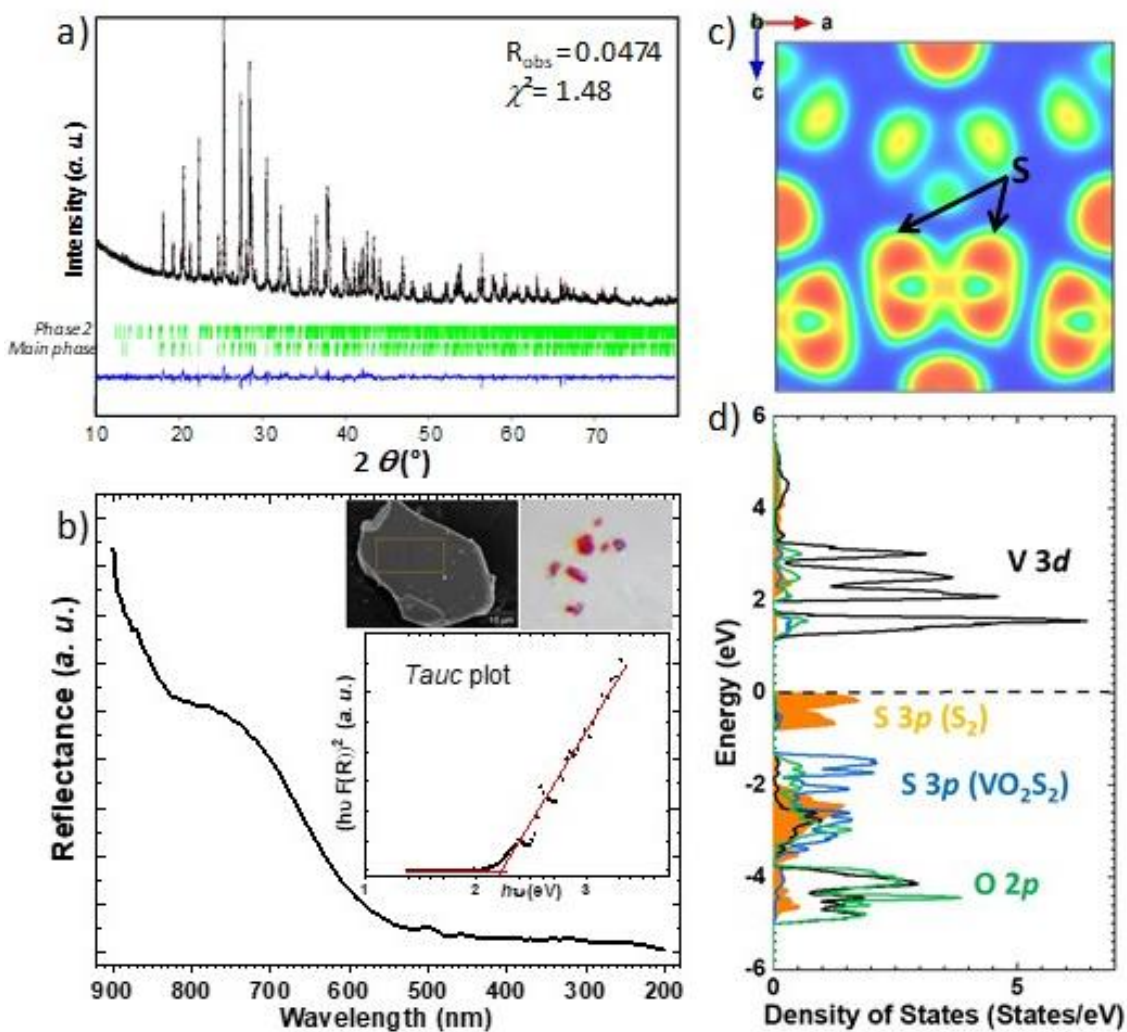 a)
R_obs = 0.0474
χ² = 1.48
Intensity (a. u.)
Phase 2
Main phase
10 20 30 40 50 60 70
2 θ(°)
b)
Reflectance (a. u.)
Tauc plot
(hυ F(R))² (a. u.)
1 2 3
hυ (eV)
900 800 700 600 500 400 300 200
Wavelength (nm)
c)
b a
c
S
d)
6
4
2
0
-2
-4
-6
Energy (eV)
V 3d
S 3p (S₂)
S 3p (VO₂S₂)
O 2p
0 5
Density of States (States/eV)